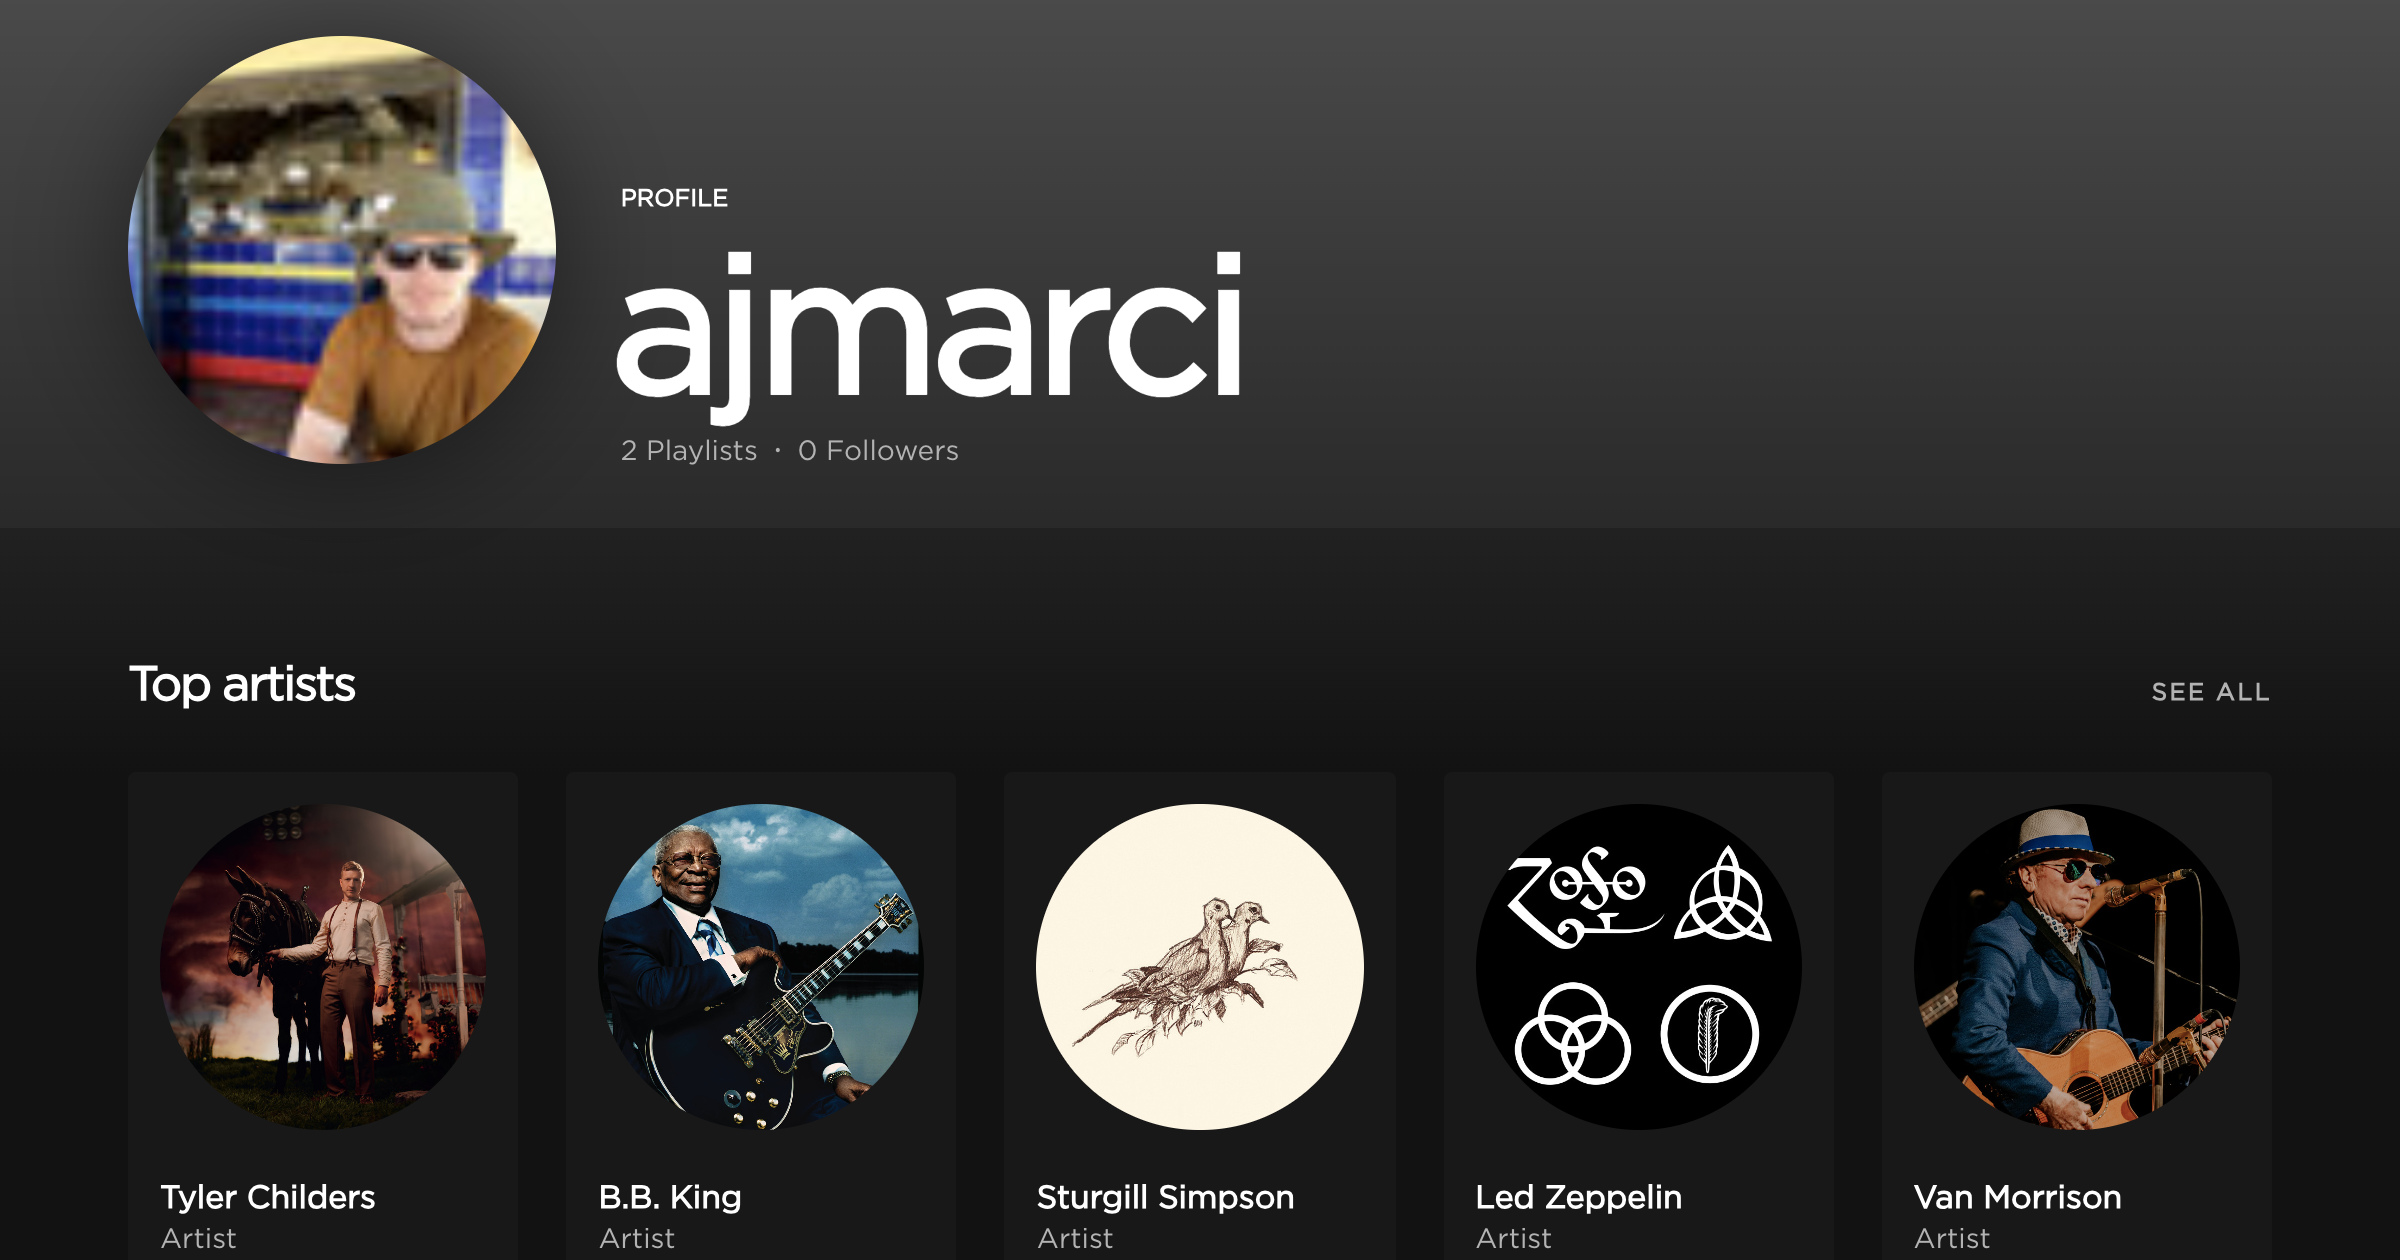 PROFILE
ajmarci
2 Playlists · 0 Followers
Top artists
SEE ALL
Tyler Childers
Artist
B.B. King
Artist
Sturgill Simpson
Artist
Led Zeppelin
Artist
Van Morrison
Artist